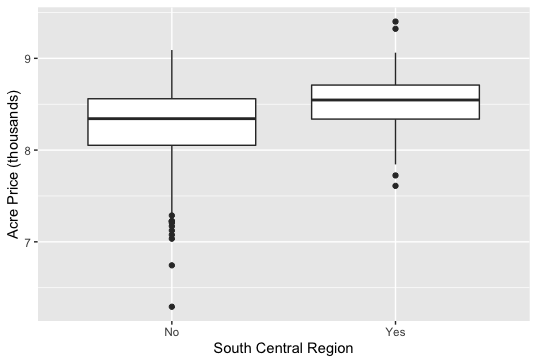 9
8
7
Acre Price (thousands)
No
Yes
South Central Region